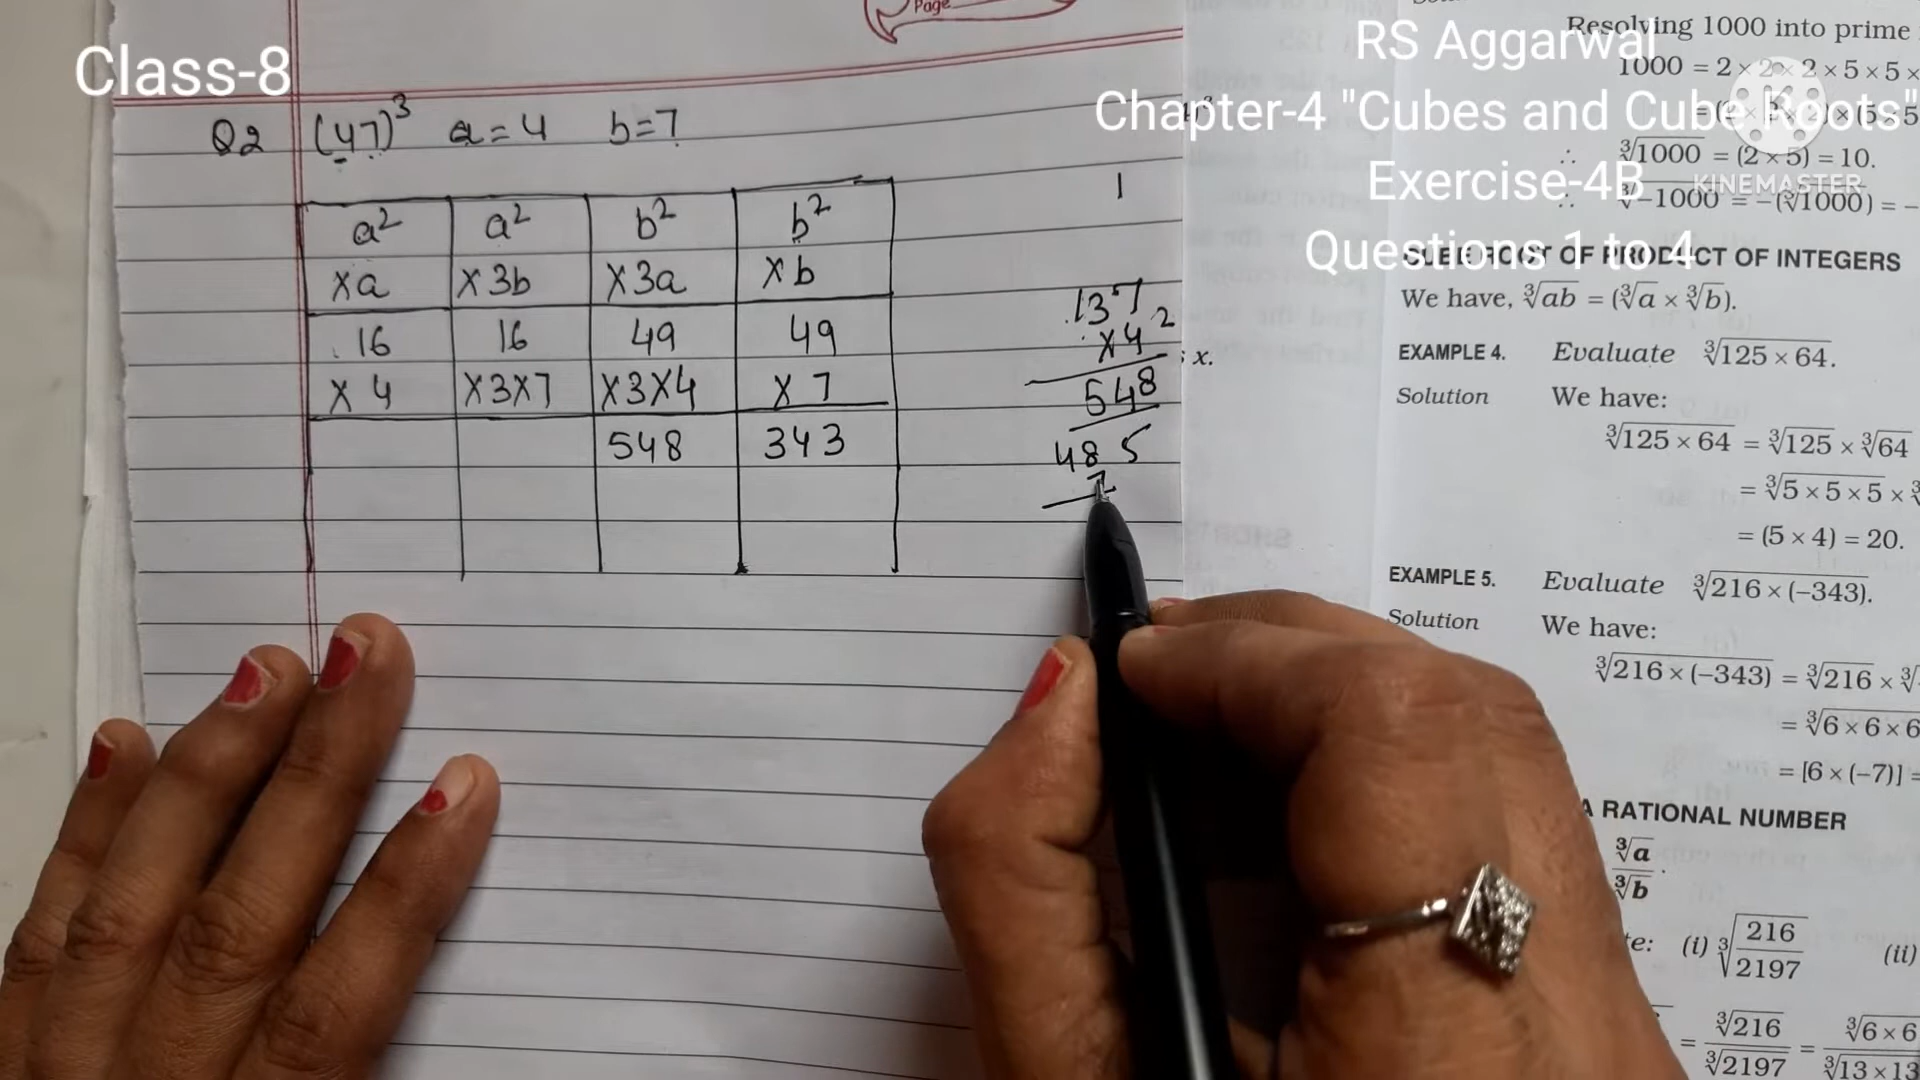 Page
Class-8
RS Aggarwal
Chapter-4 "Cubes and Cube Roots"
Exercise-4B
Questions 1 to 4
KINEMASTER
Q2 (47)³ a=4 b=7
a² a² b² b²
×a ×3b ×3a ×b
16 16 49 49
×4 ×3×7 ×3×4 ×7
548 343
1
137
×4 2
548
48 5
7
; x.
Resolving 1000 into prime
1000 = 2 × 2 × 2 × 5 × 5 ×
∴ ∛1000 = (2 × 5) = 10.
∴ ∛-1000 = -(∛1000) = -
CUBE ROOT OF PRODUCT OF INTEGERS
We have, ∛ab = (∛a × ∛b).
EXAMPLE 4. Evaluate ∛125 × 64.
Solution We have:
∛125 × 64 = ∛125 × ∛64
= ∛5 × 5 × 5 × ∛
= (5 × 4) = 20.
EXAMPLE 5. Evaluate ∛216 × (-343).
Solution We have:
∛216 × (-343) = ∛216 × ∛
= ∛6 × 6 × 6
= [6 × (-7)] =
A RATIONAL NUMBER
∛a
∛b
te: (i) ∛216/2197 (ii)
= ∛216/∛2197 = ∛6 × 6/∛13 × 13